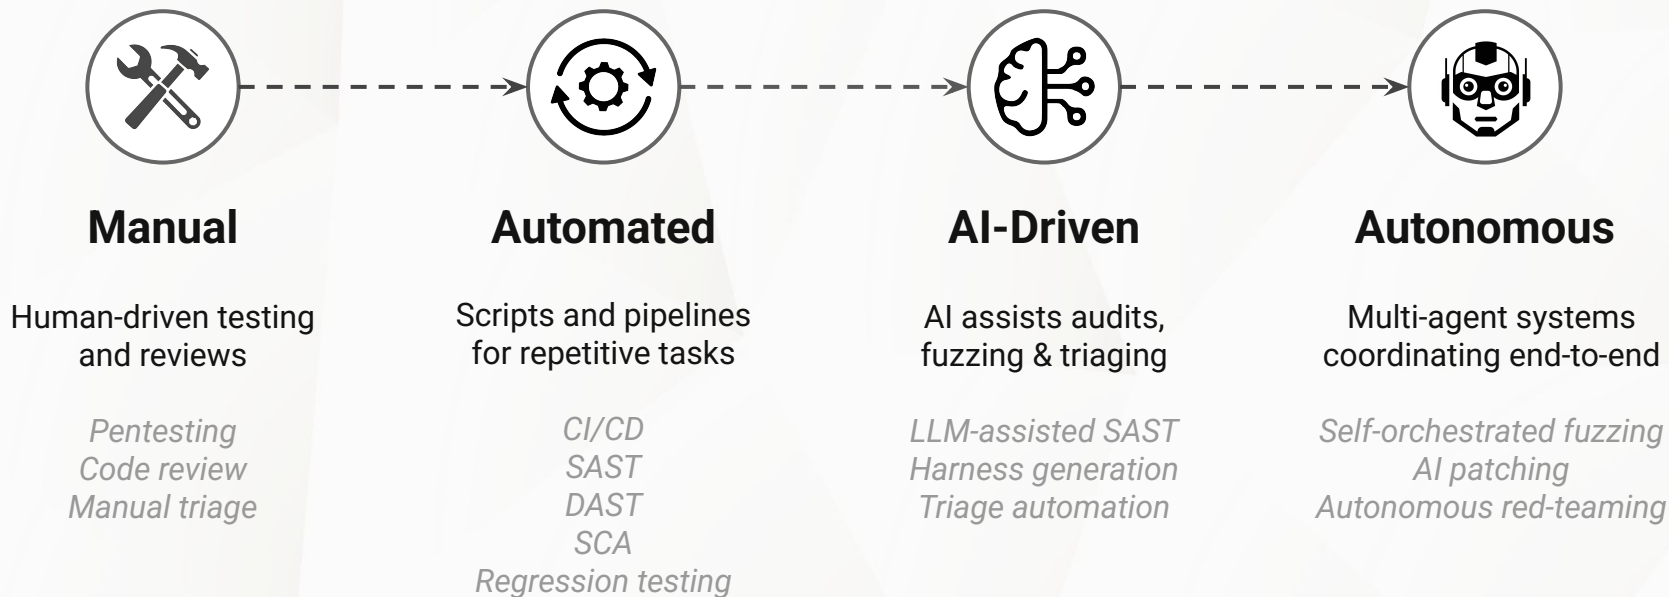 Manual
Human-driven testing
and reviews
Pentesting
Code review
Manual triage
Automated
Scripts and pipelines
for repetitive tasks
CI/CD
SAST
DAST
SCA
Regression testing
AI-Driven
AI assists audits,
fuzzing & triaging
LLM-assisted SAST
Harness generation
Triage automation
Autonomous
Multi-agent systems
coordinating end-to-end
Self-orchestrated fuzzing
AI patching
Autonomous red-teaming